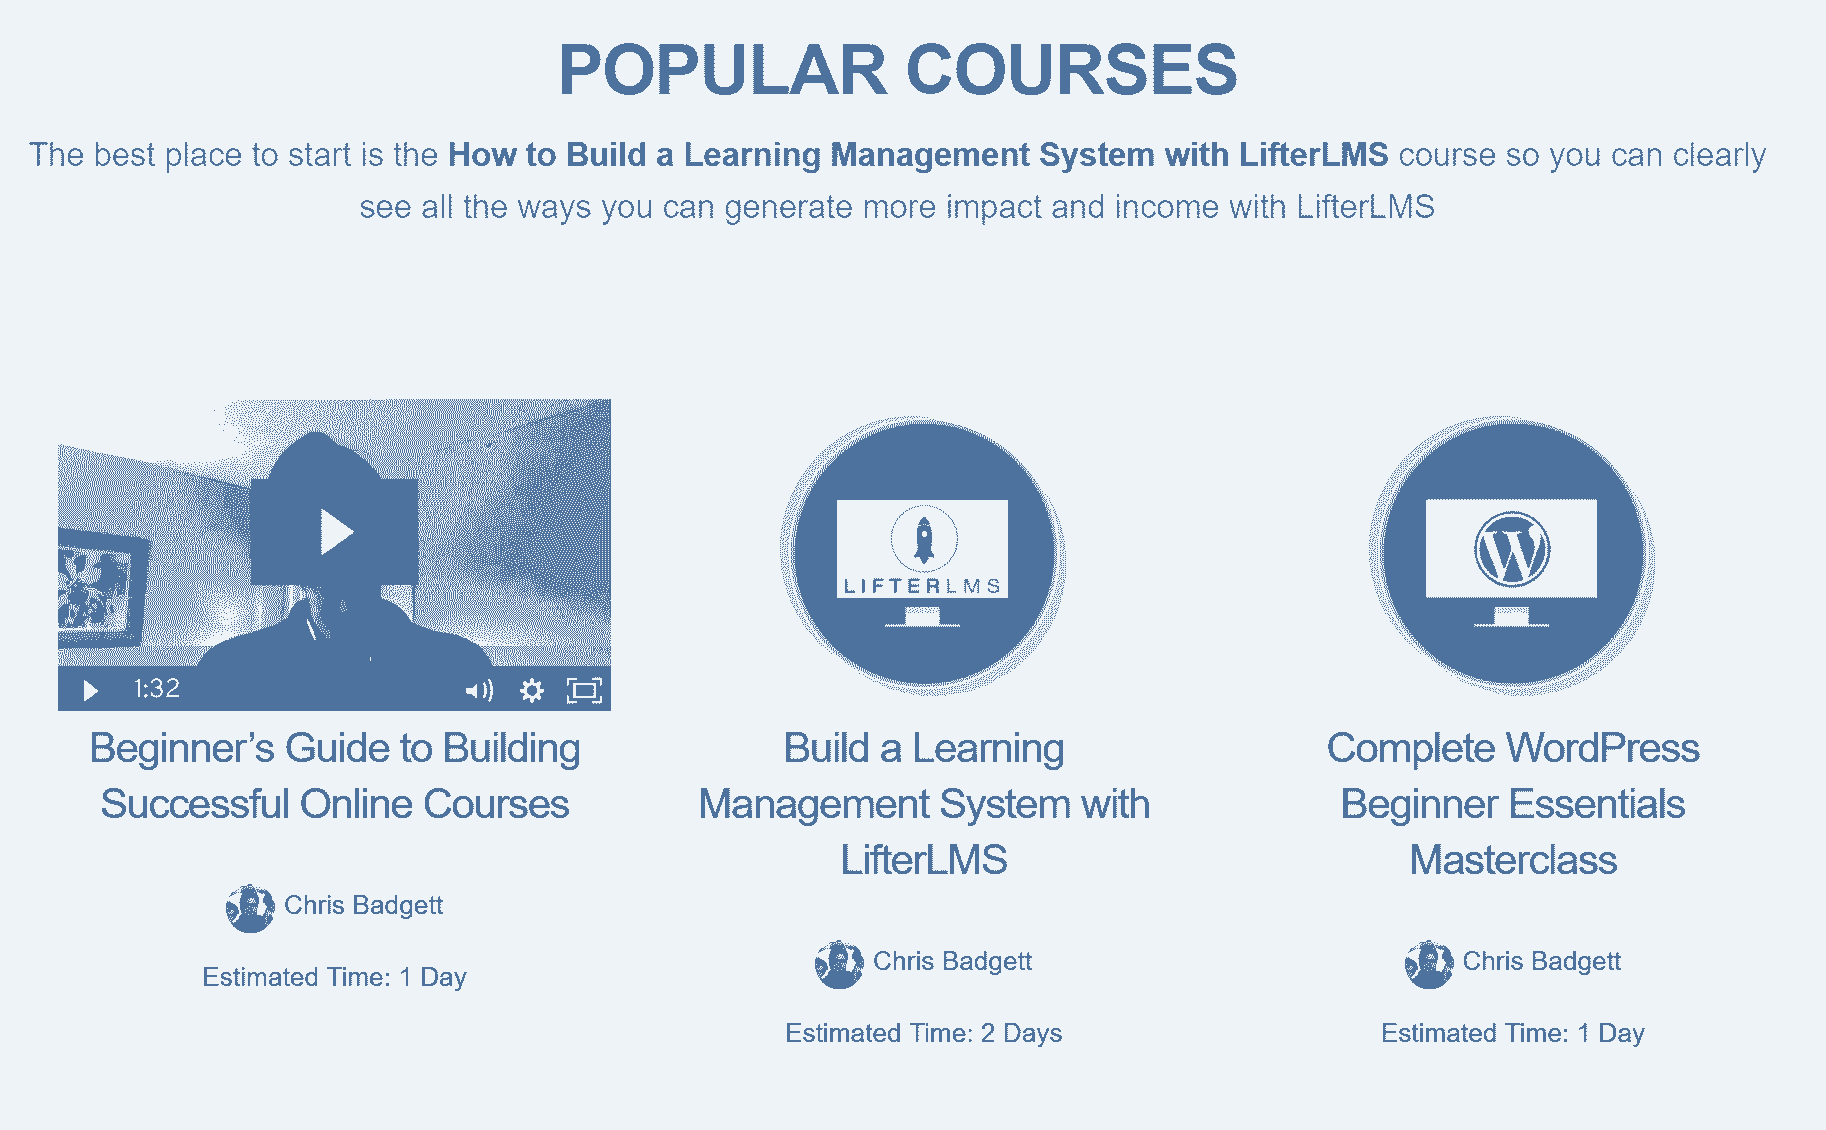 POPULAR COURSES
The best place to start is the How to Build a Learning Management System with LifterLMS course so you can clearly
see all the ways you can generate more impact and income with LifterLMS
1:32
LIFTERLMS
Beginner’s Guide to Building
Successful Online Courses
Chris Badgett
Estimated Time: 1 Day
Build a Learning
Management System with
LifterLMS
Chris Badgett
Estimated Time: 2 Days
Complete WordPress
Beginner Essentials
Masterclass
Chris Badgett
Estimated Time: 1 Day